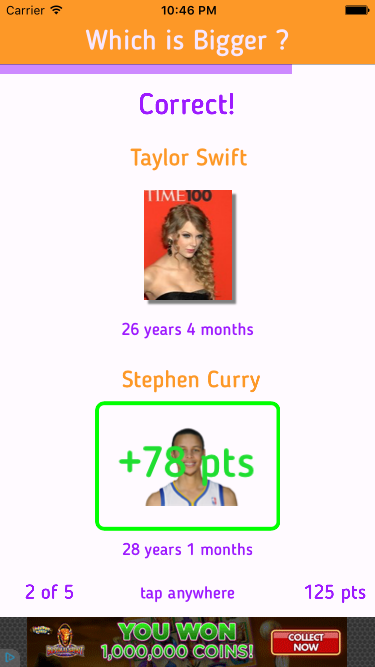 Carrier 10:46 PM
Which is Bigger ?
Correct!
Taylor Swift
TIME 100
26 years 4 months
Stephen Curry
+78 pts
28 years 1 months
2 of 5 tap anywhere 125 pts
YOU WON
1,000,000 COINS!
COLLECT
NOW